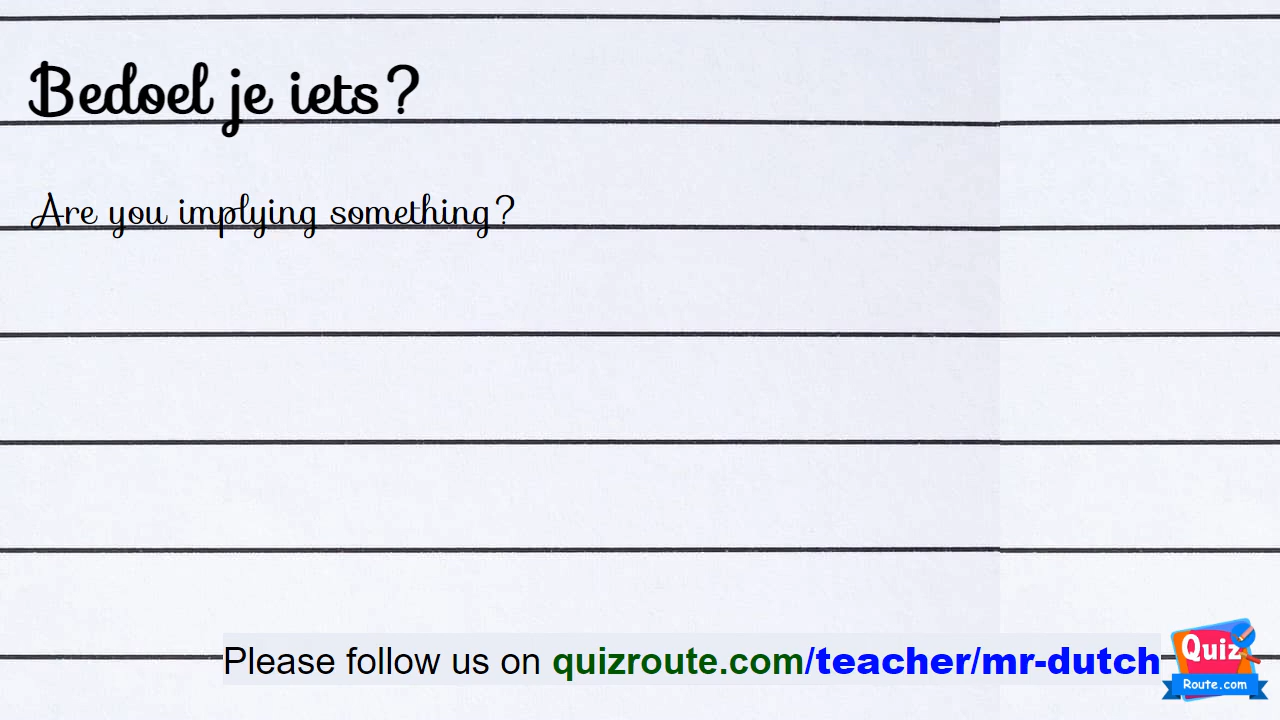 Bedoel je iets?
Are you implying something?
Please follow us on quizroute.com/teacher/mr-dutch
Quiz
Route.com